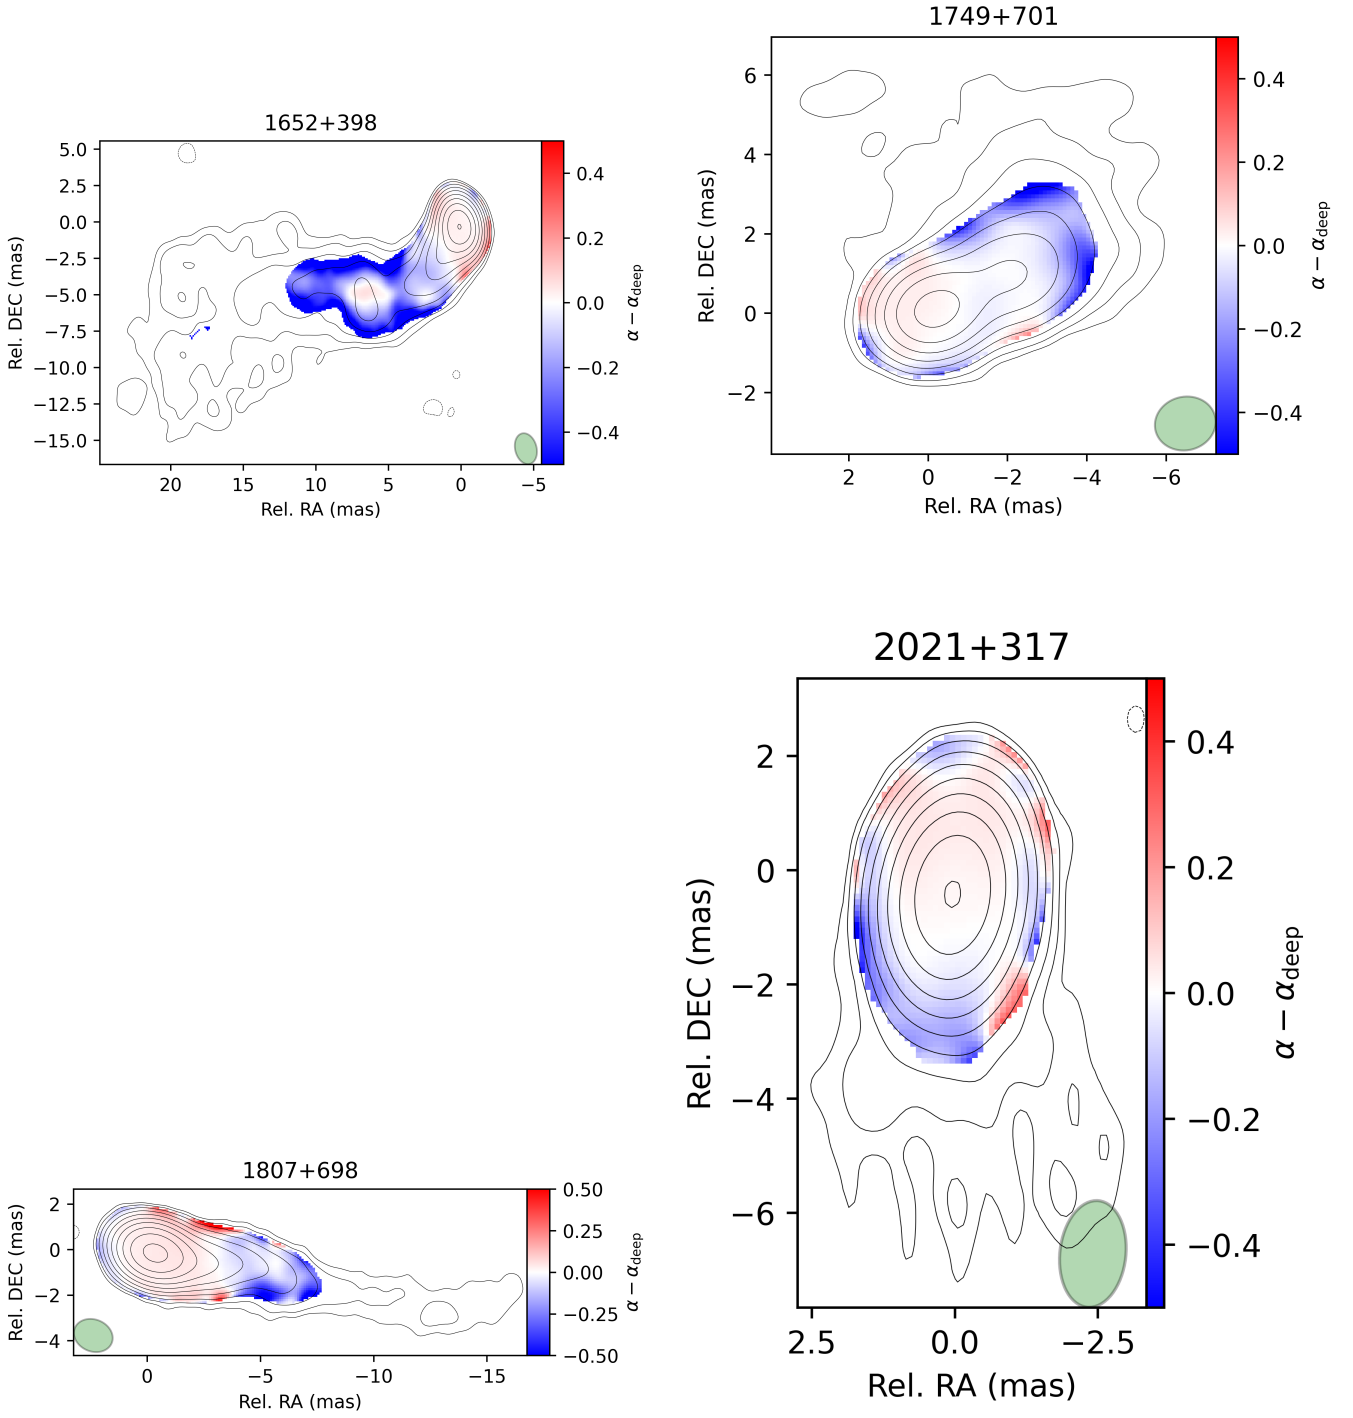 1652+398
5.0
2.5
0.0
−2.5
−5.0
−7.5
−10.0
−12.5
−15.0
Rel. DEC (mas)
20 15 10 5 0 −5
Rel. RA (mas)
0.4
0.2
0.0
−0.2
−0.4
α − αdeep
1749+701
6
4
2
0
−2
Rel. DEC (mas)
2 0 −2 −4 −6
Rel. RA (mas)
0.4
0.2
0.0
−0.2
−0.4
α − αdeep
1807+698
2
0
−2
−4
Rel. DEC (mas)
0 −5 −10 −15
Rel. RA (mas)
0.50
0.25
0.00
−0.25
−0.50
α − αdeep
2021+317
2
0
−2
−4
−6
Rel. DEC (mas)
2.5 0.0 −2.5
Rel. RA (mas)
0.4
0.2
0.0
−0.2
−0.4
α − αdeep